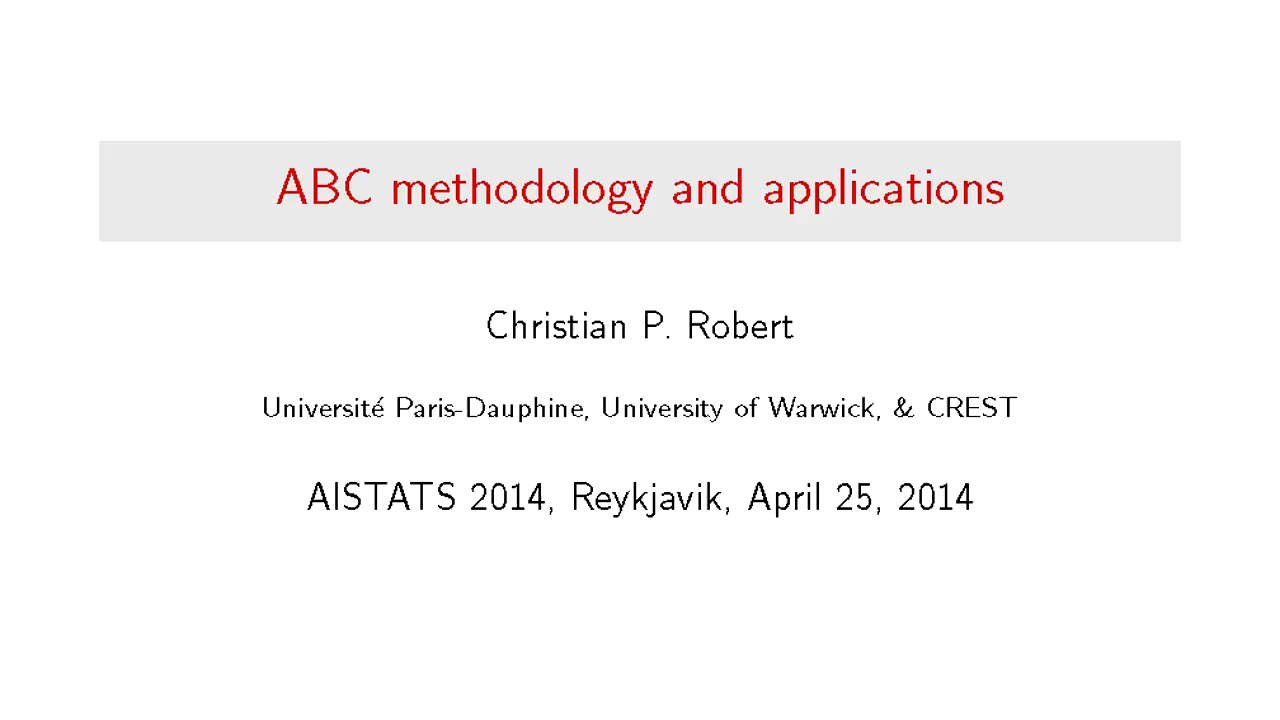 ABC methodology and applications
Christian P. Robert
Université Paris-Dauphine, University of Warwick, & CREST
AISTATS 2014, Reykjavik, April 25, 2014